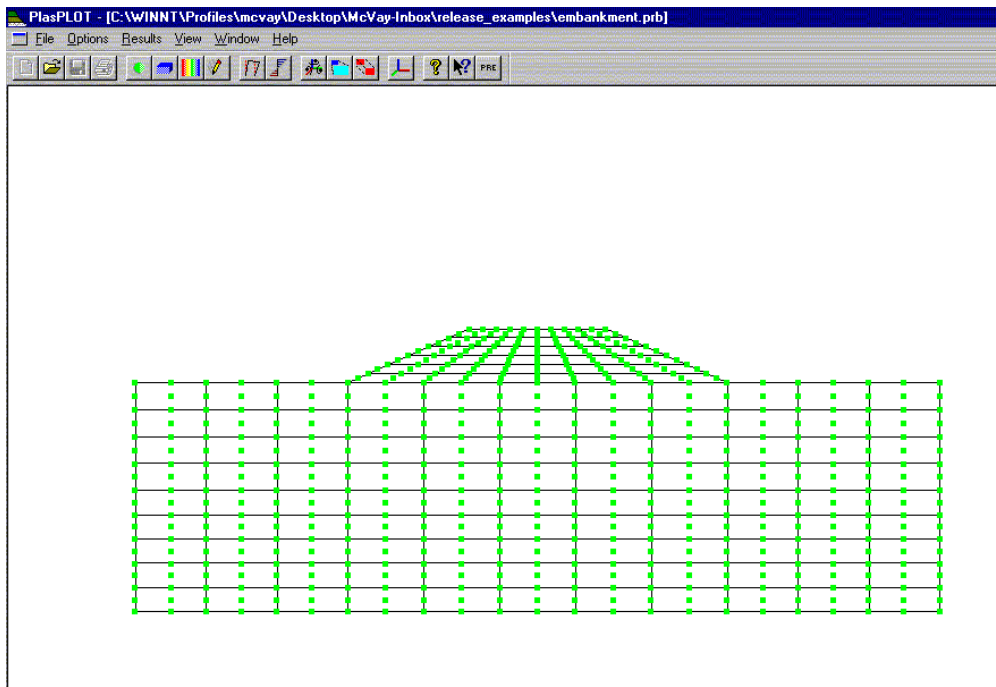 PlasPLOT - [C:\WINNT\Profiles\mcvay\Desktop\McVay-Inbox\release_examples\embankment.prb]
File Options Results View Window Help
PRE